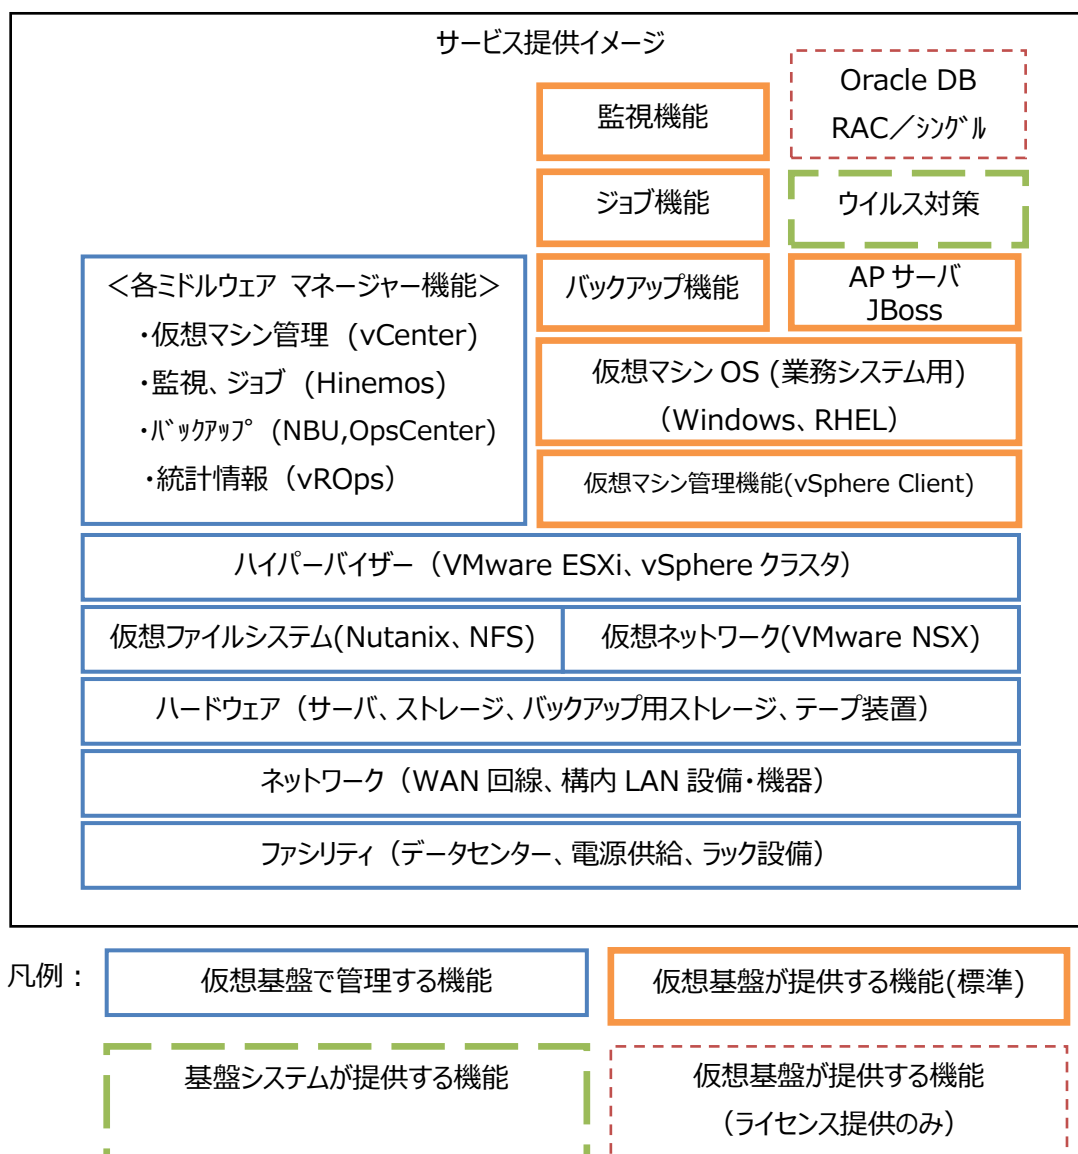 サービス提供イメージ
Oracle DB
RAC／ｼﾝｸﾞﾙ
監視機能
ジョブ機能
ウイルス対策
＜各ミドルウェア マネージャー機能＞
・仮想マシン管理 (vCenter)
・監視、ジョブ (Hinemos)
・ﾊﾞｯｸｱｯﾌﾟ (NBU,OpsCenter)
・統計情報（vROps）
バックアップ機能
AP サーバ
JBoss
仮想マシン OS (業務システム用)
（Windows、RHEL）
仮想マシン管理機能(vSphere Client)
ハイパーバイザー（VMware ESXi、vSphere クラスタ）
仮想ファイルシステム(Nutanix、NFS)
仮想ネットワーク(VMware NSX)
ハードウェア（サーバ、ストレージ、バックアップ用ストレージ、テープ装置）
ネットワーク（WAN 回線、構内 LAN 設備・機器）
ファシリティ（データセンター、電源供給、ラック設備）
凡例：
仮想基盤で管理する機能
仮想基盤が提供する機能(標準)
基盤システムが提供する機能
仮想基盤が提供する機能
（ライセンス提供のみ）